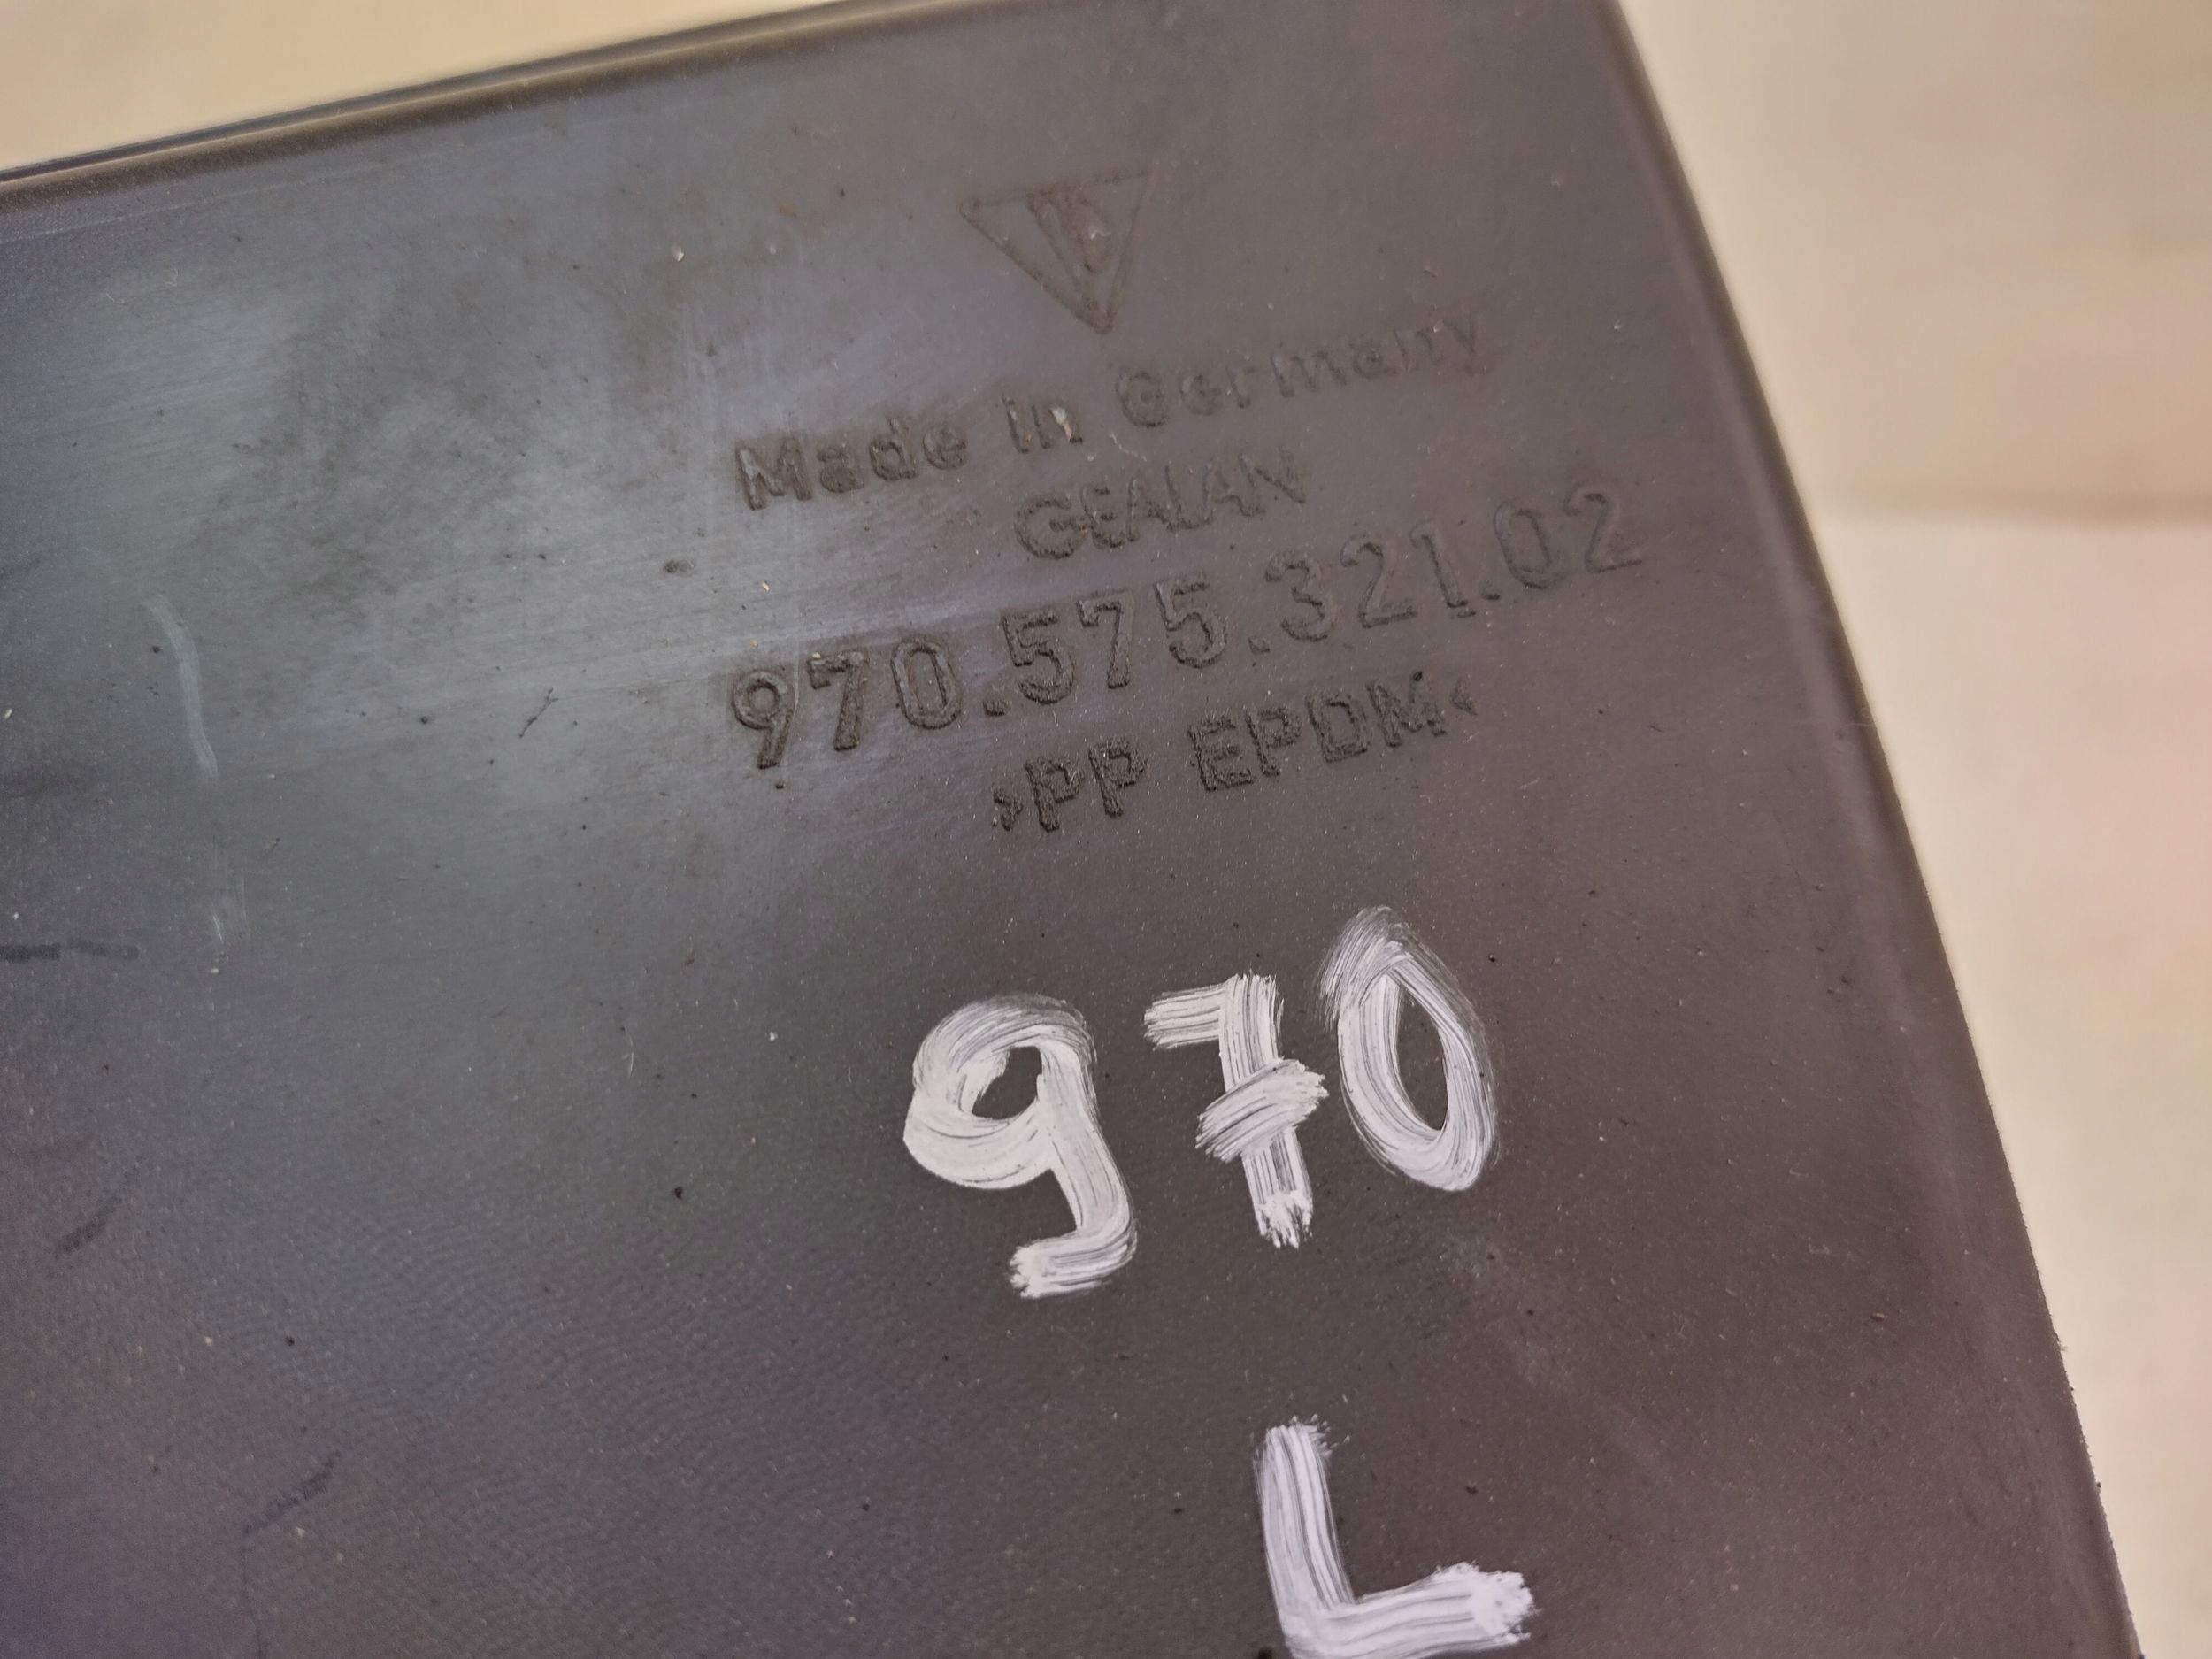 Made in Germany
GEALAN
970.575.321.02
›PP EPDM‹
970
L